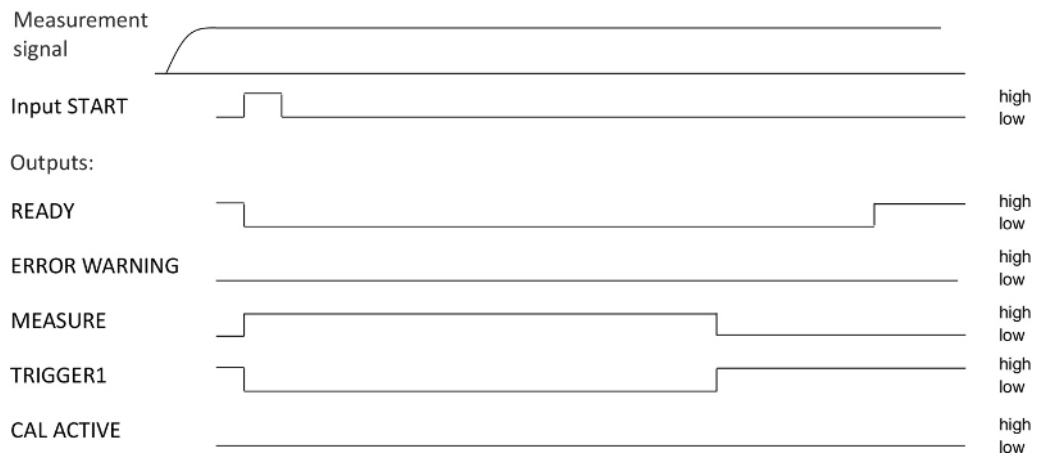 Measurement
signal
Input START
high
low
Outputs:
READY
high
low
ERROR WARNING
high
low
MEASURE
high
low
TRIGGER1
high
low
CAL ACTIVE
high
low